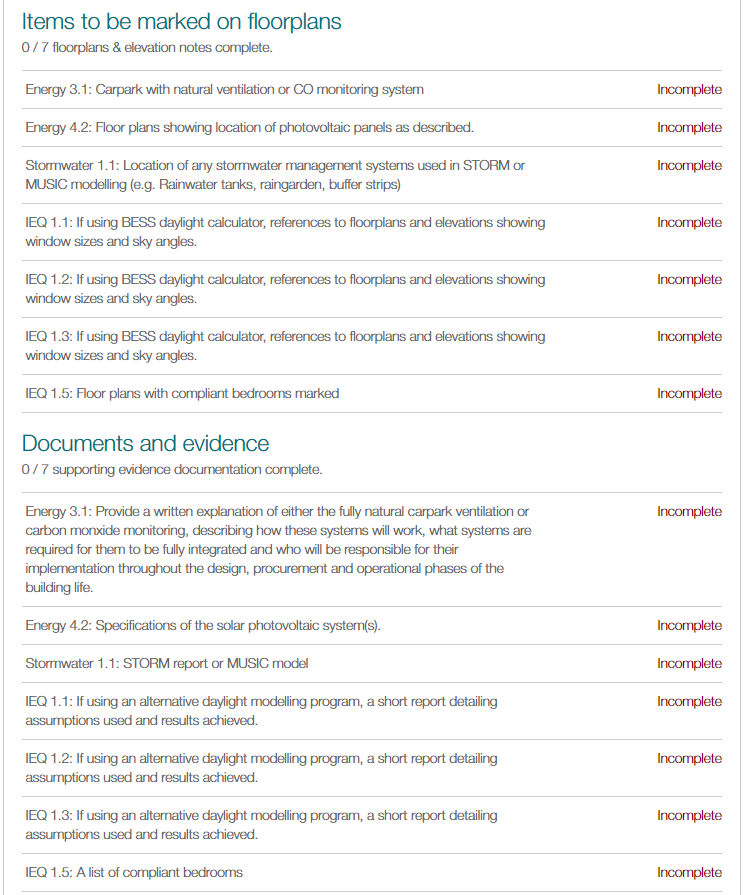 Items to be marked on floorplans
0 / 7 floorplans & elevation notes complete.
Energy 3.1: Carpark with natural ventilation or CO monitoring system Incomplete
Energy 4.2: Floor plans showing location of photovoltaic panels as described. Incomplete
Stormwater 1.1: Location of any stormwater management systems used in STORM or Incomplete
MUSIC modelling (e.g. Rainwater tanks, raingarden, buffer strips)
IEQ 1.1: If using BESS daylight calculator, references to floorplans and elevations showing Incomplete
window sizes and sky angles.
IEQ 1.2: If using BESS daylight calculator, references to floorplans and elevations showing Incomplete
window sizes and sky angles.
IEQ 1.3: If using BESS daylight calculator, references to floorplans and elevations showing Incomplete
window sizes and sky angles.
IEQ 1.5: Floor plans with compliant bedrooms marked Incomplete
Documents and evidence
0 / 7 supporting evidence documentation complete.
Energy 3.1: Provide a written explanation of either the fully natural carpark ventilation or Incomplete
carbon monxide monitoring, describing how these systems will work, what systems are
required for them to be fully integrated and who will be responsible for their
implementation throughout the design, procurement and operational phases of the
building life.
Energy 4.2: Specifications of the solar photovoltaic system(s). Incomplete
Stormwater 1.1: STORM report or MUSIC model Incomplete
IEQ 1.1: If using an alternative daylight modelling program, a short report detailing Incomplete
assumptions used and results achieved.
IEQ 1.2: If using an alternative daylight modelling program, a short report detailing Incomplete
assumptions used and results achieved.
IEQ 1.3: If using an alternative daylight modelling program, a short report detailing Incomplete
assumptions used and results achieved.
IEQ 1.5: A list of compliant bedrooms Incomplete